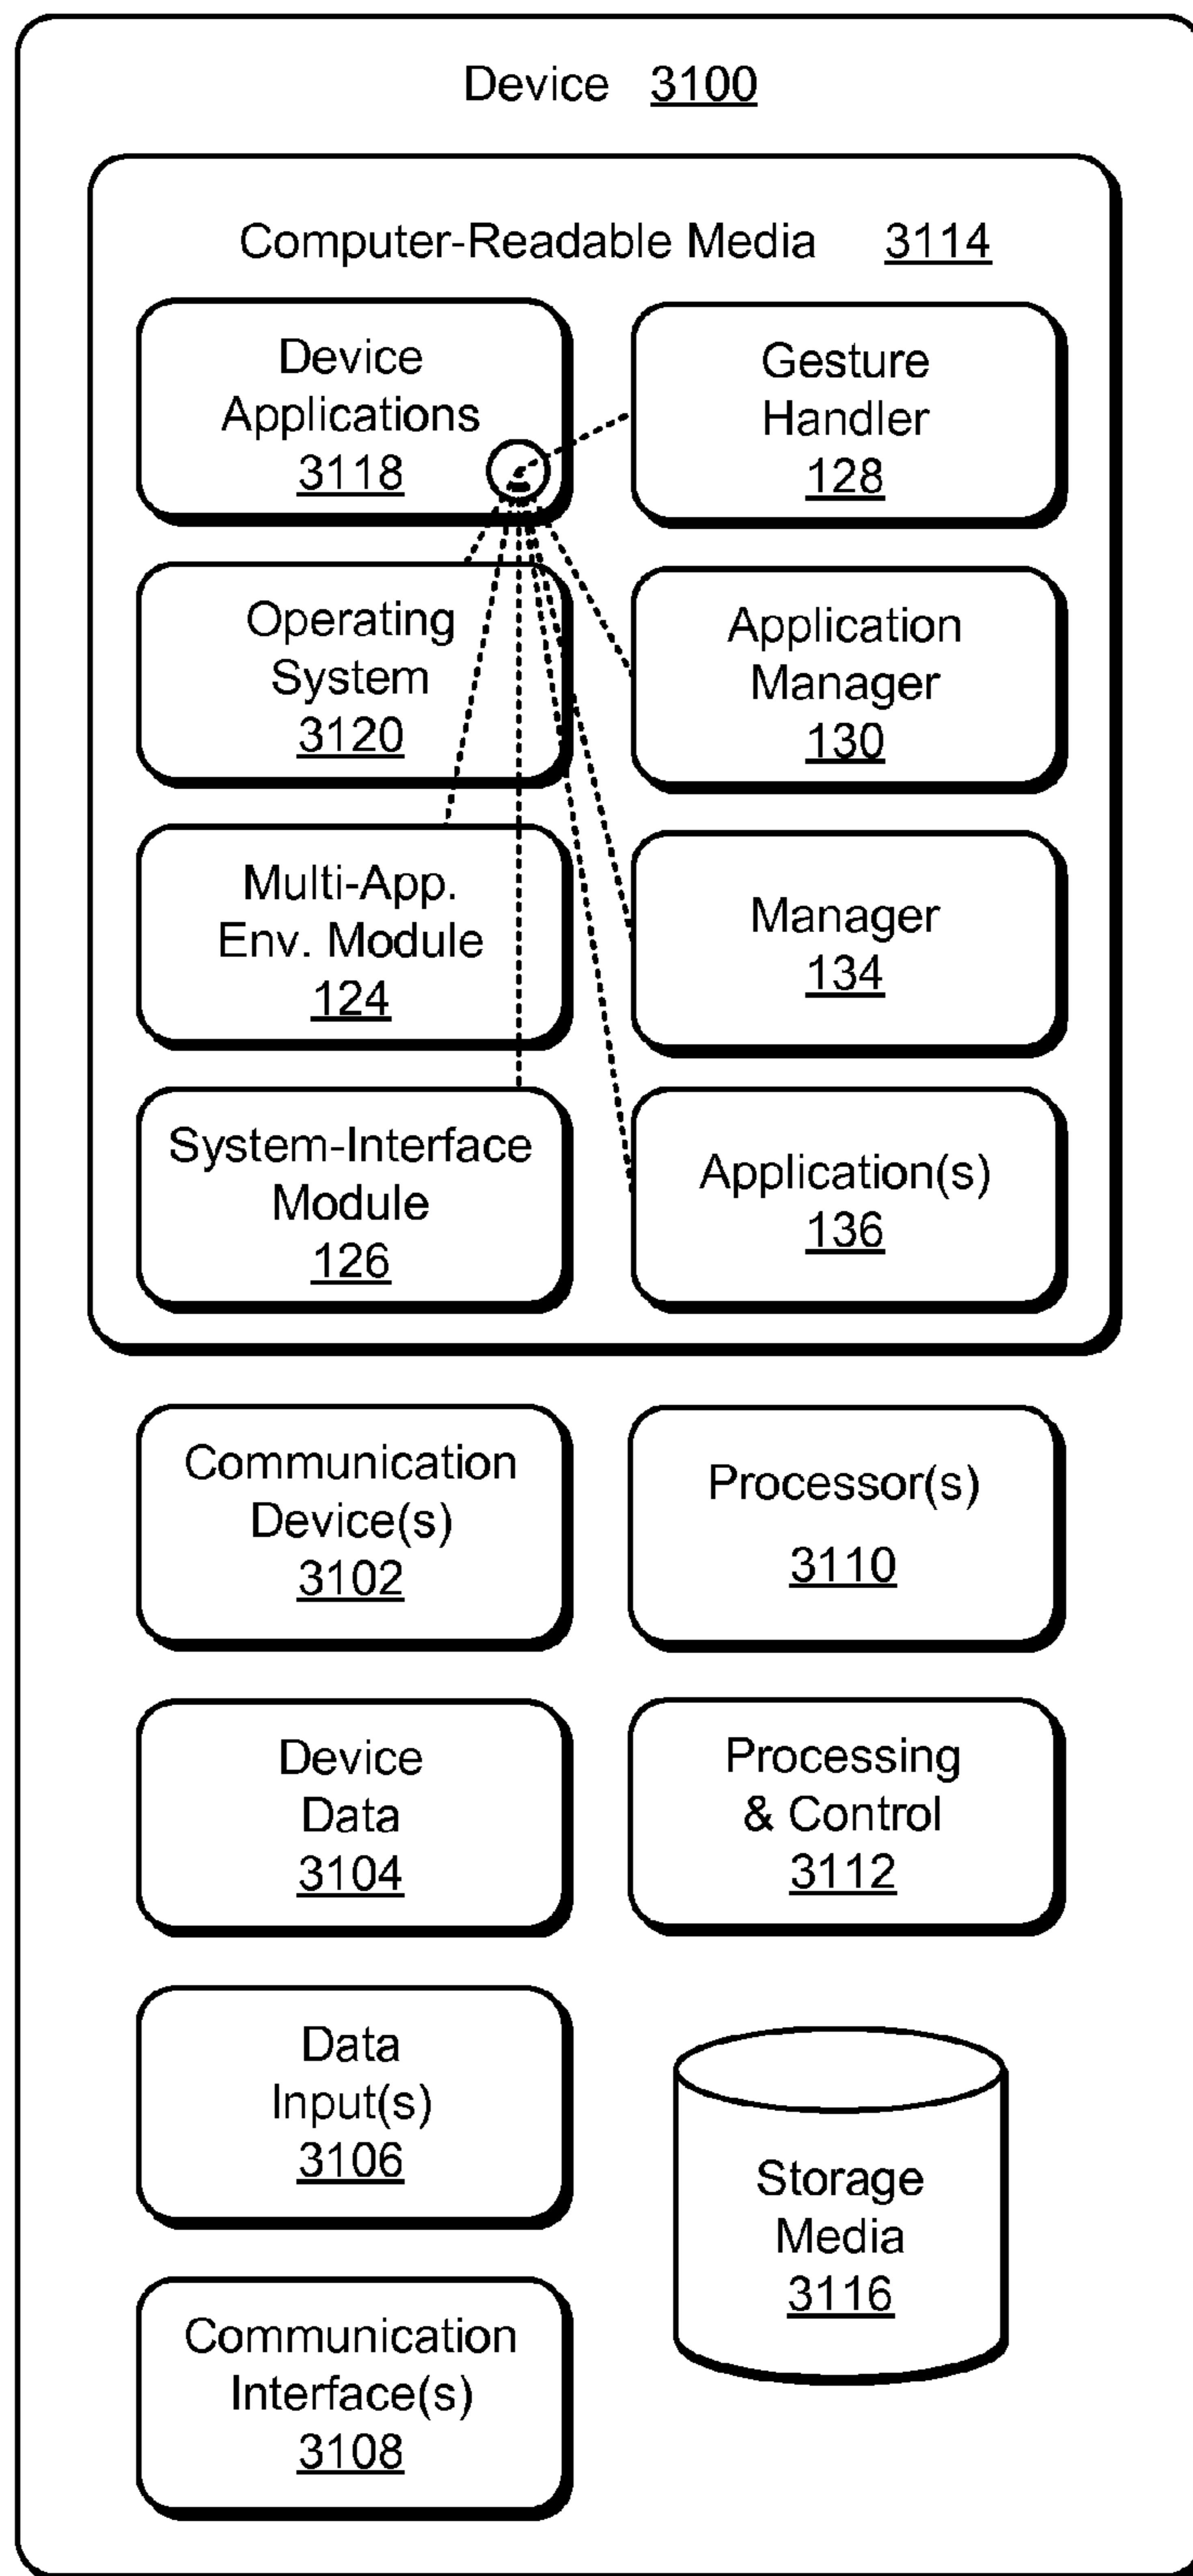 Device 3100
Computer-Readable Media 3114
Device
Applications
3118
Gesture
Handler
128
Operating
System
3120
Application
Manager
130
Multi-App.
Env. Module
124
Manager
134
System-Interface
Module
126
Application(s)
136
Communication
Device(s)
3102
Processor(s)
3110
Device
Data
3104
Processing
& Control
3112
Data
Input(s)
3106
Storage
Media
3116
Communication
Interface(s)
3108